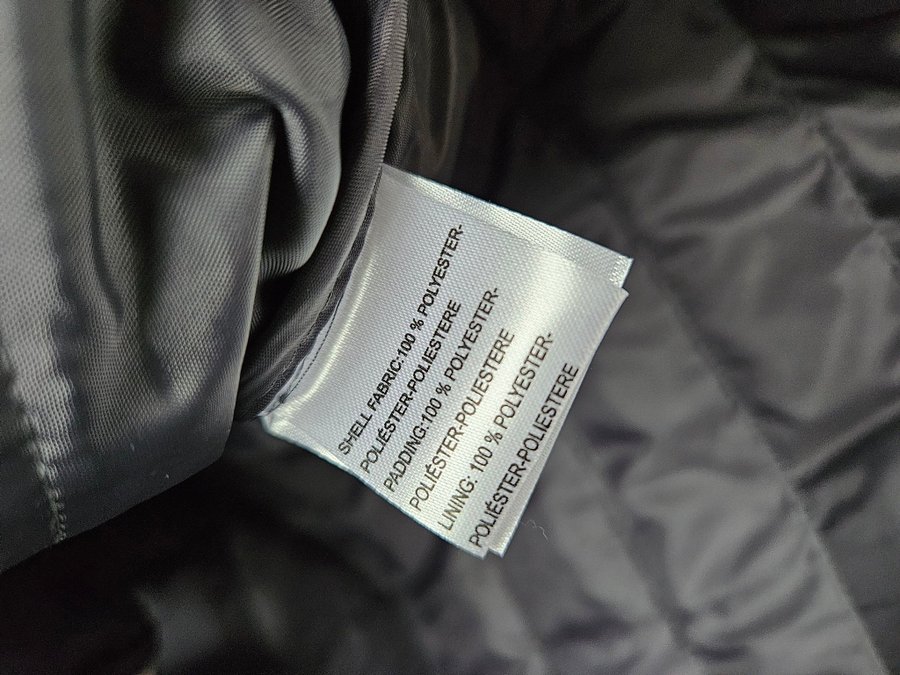 SHELL FABRIC:100 % POLYESTER-
POLIÉSTER-POLIESTERE
PADDING:100 % POLYESTER-
POLIÉSTER-POLIESTERE
LINING: 100 % POLYESTER-
POLIÉSTER-POLIESTERE